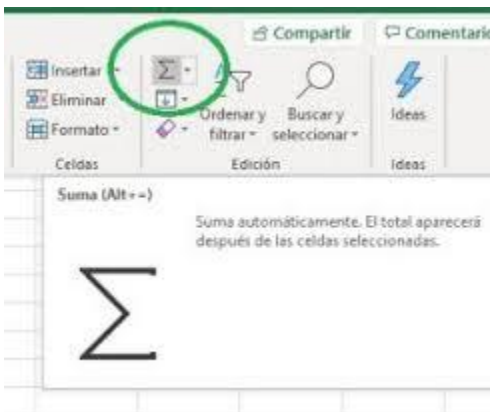 Compartir Comentario
Insertar
Eliminar
Formato
Ordenar y
filtrar
Buscar y
seleccionar
Ideas
Celdas Edición Ideas
Suma (Alt+=)
Suma automáticamente. El total aparecerá
después de las celdas seleccionadas.
Σ